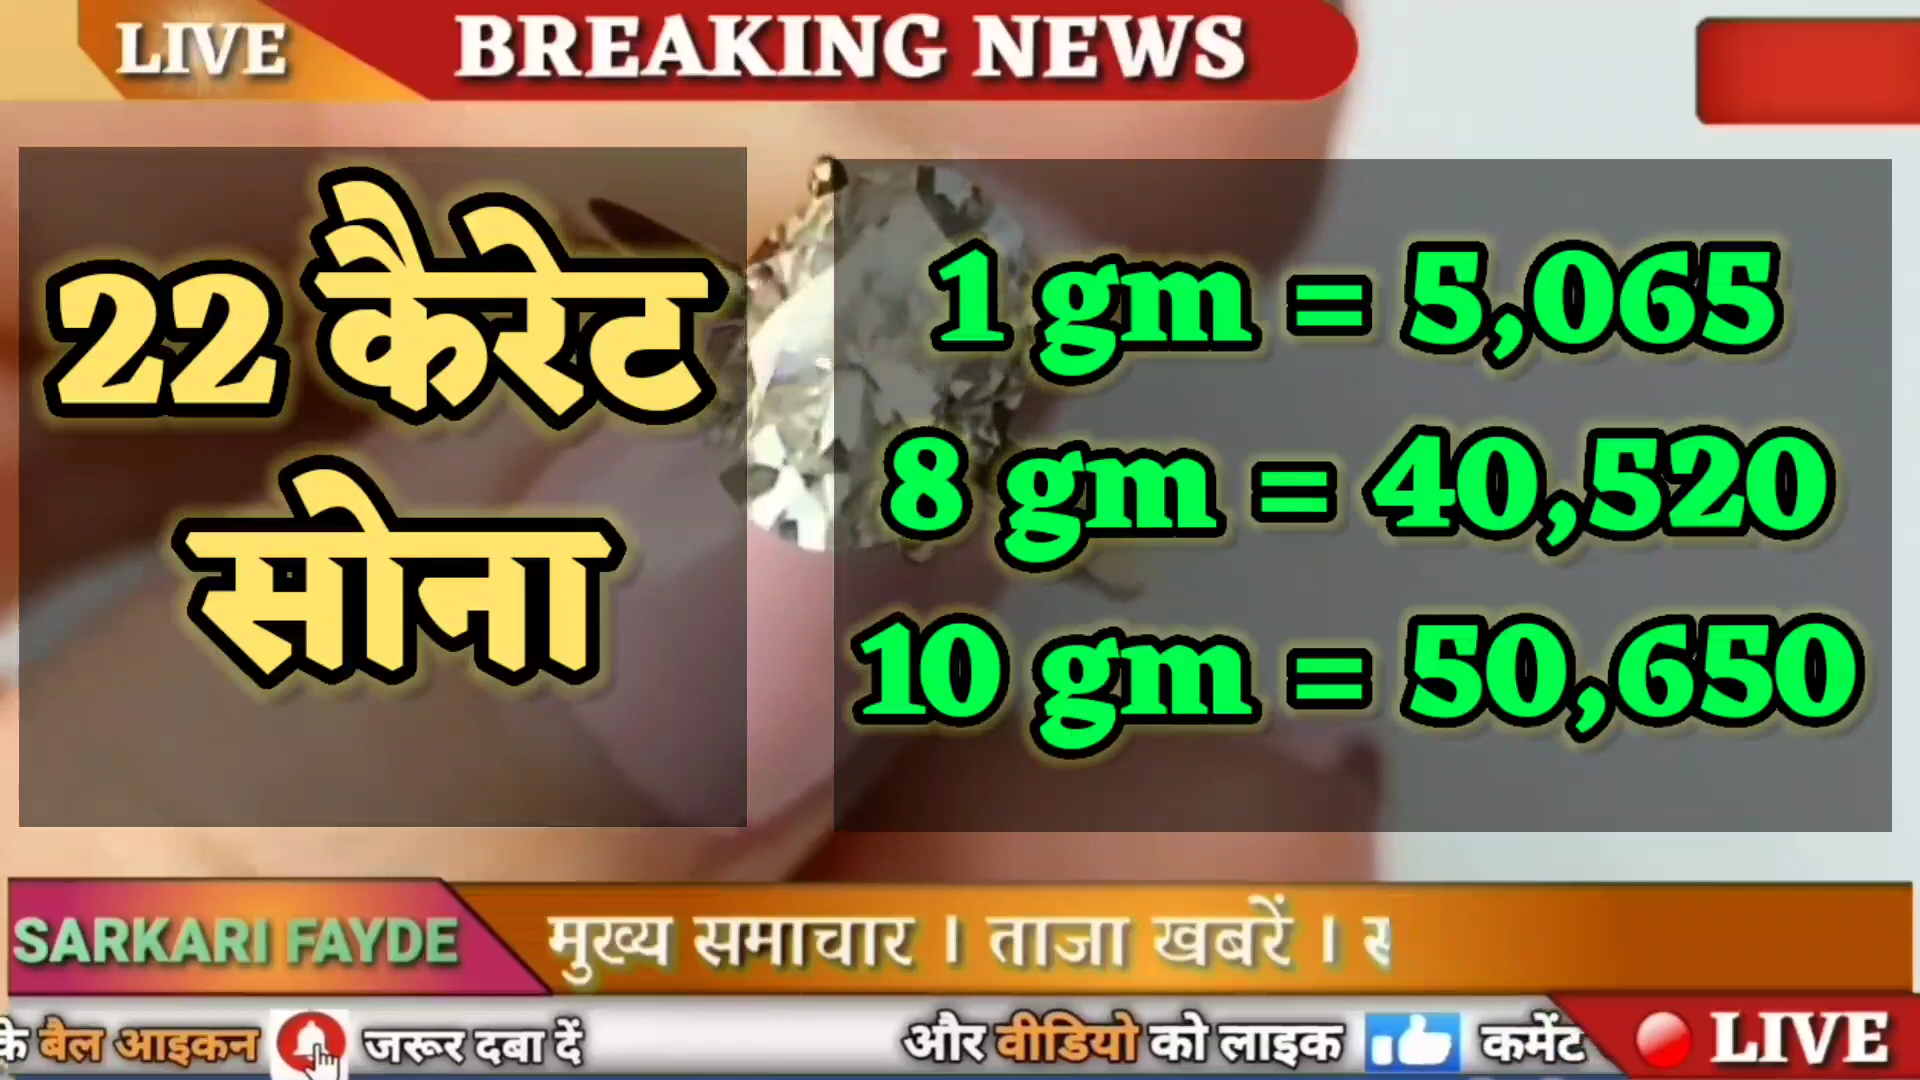 LIVE
BREAKING NEWS
22 कैरेट
सोना
1 gm = 5,065
8 gm = 40,520
10 gm = 50,650
SARKARI FAYDE
मुख्य समाचार । ताजा खबरें ।
के बैल आइकन जरूर दबा दें
और वीडियो को लाइक कमेंट
LIVE